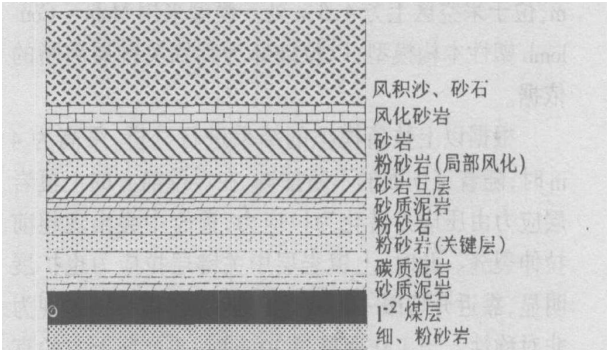 风积沙、砂石
风化砂岩
砂岩
粉砂岩(局部风化)
砂岩互层
砂质泥岩
粉砂岩
粉砂岩(关键层)
碳质泥岩
砂质泥岩
1⁻² 煤层
细、粉砂岩